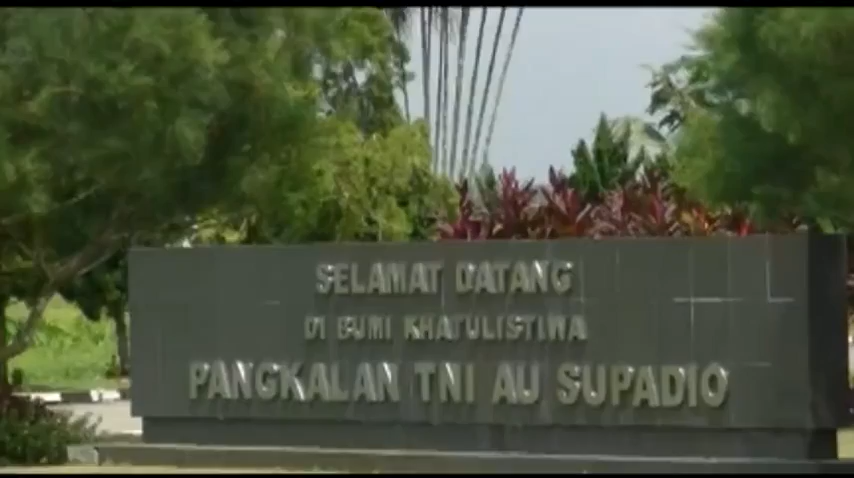 SELAMAT DATANG
DI BUMI KHATULISTIWA
PANGKALAN TNI AU SUPADIO